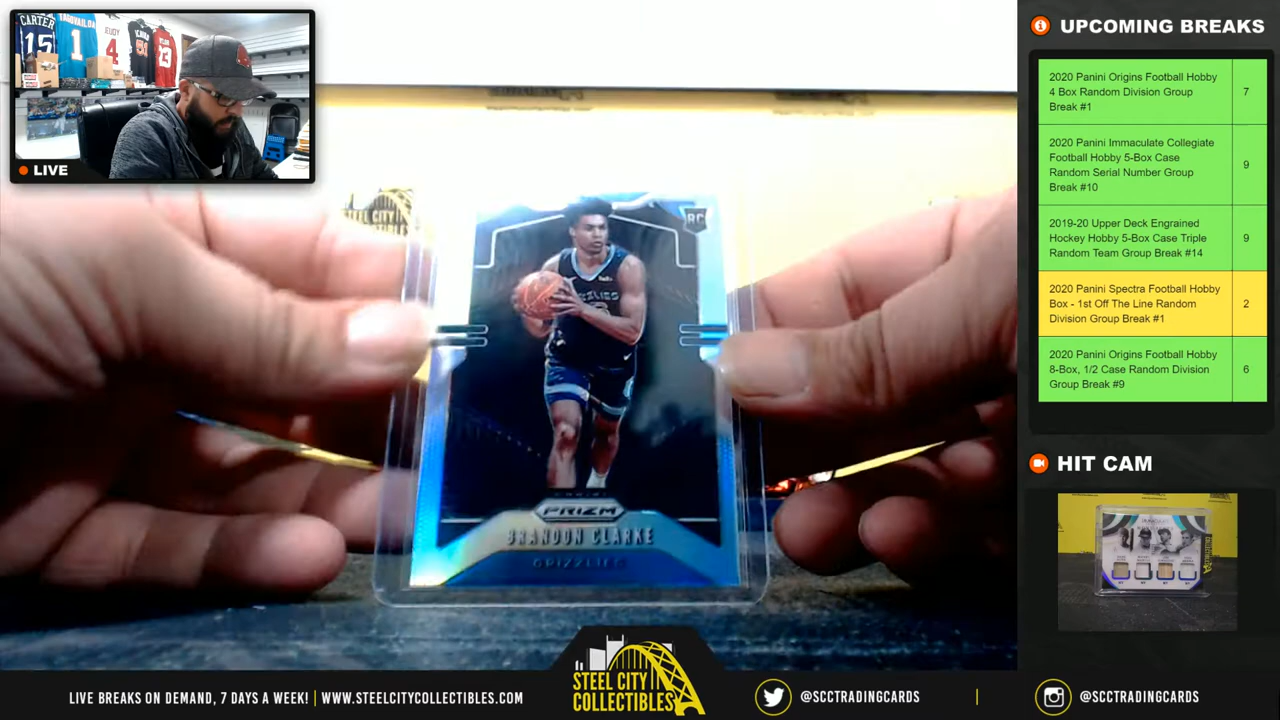 CARTER
15
TAGOVAILOA
1
RUDY
4
LIVE
STEEL CITY
RC
PRIZM
BRANDON CLARKE
GRIZZLIES
UPCOMING BREAKS
2020 Panini Origins Football Hobby
4 Box Random Division Group
Break #1
7
2020 Panini Immaculate Collegiate
Football Hobby 5-Box Case
Random Serial Number Group
Break #10
9
2019-20 Upper Deck Engrained
Hockey Hobby 5-Box Case Triple
Random Team Group Break #14
9
2020 Panini Spectra Football Hobby
Box - 1st Off The Line Random
Division Group Break #1
2
2020 Panini Origins Football Hobby
8-Box, 1/2 Case Random Division
Group Break #9
6
HIT CAM
LIVE BREAKS ON DEMAND, 7 DAYS A WEEK! | WWW.STEELCITYCOLLECTIBLES.COM
STEEL CITY
COLLECTIBLES
@SCCTRADINGCARDS
@SCCTRADINGCARDS